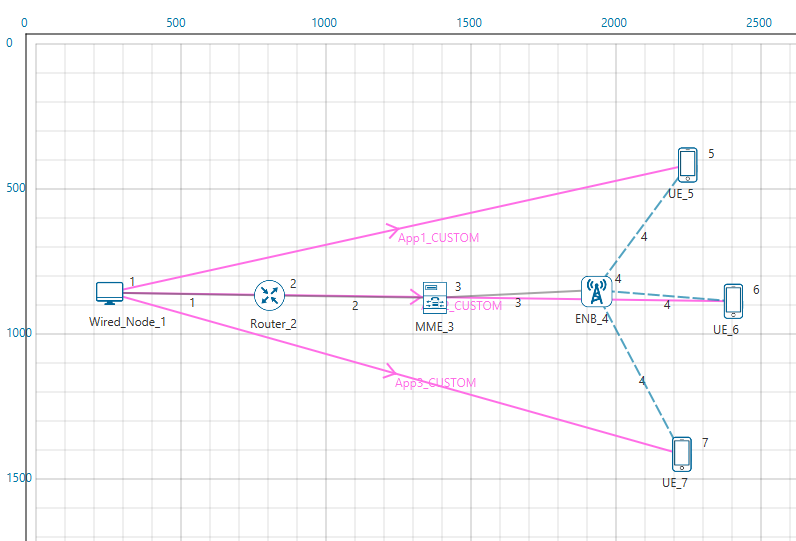 0 500 1000 1500 2000 2500
0
5
UE_5
500
4
App1_CUSTOM
1
2
3
4
6
1
2
_CUSTOM
3
4
Wired_Node_1
Router_2
MME_3
ENB_4
UE_6
1000
App3_CUSTOM
4
7
1500
UE_7